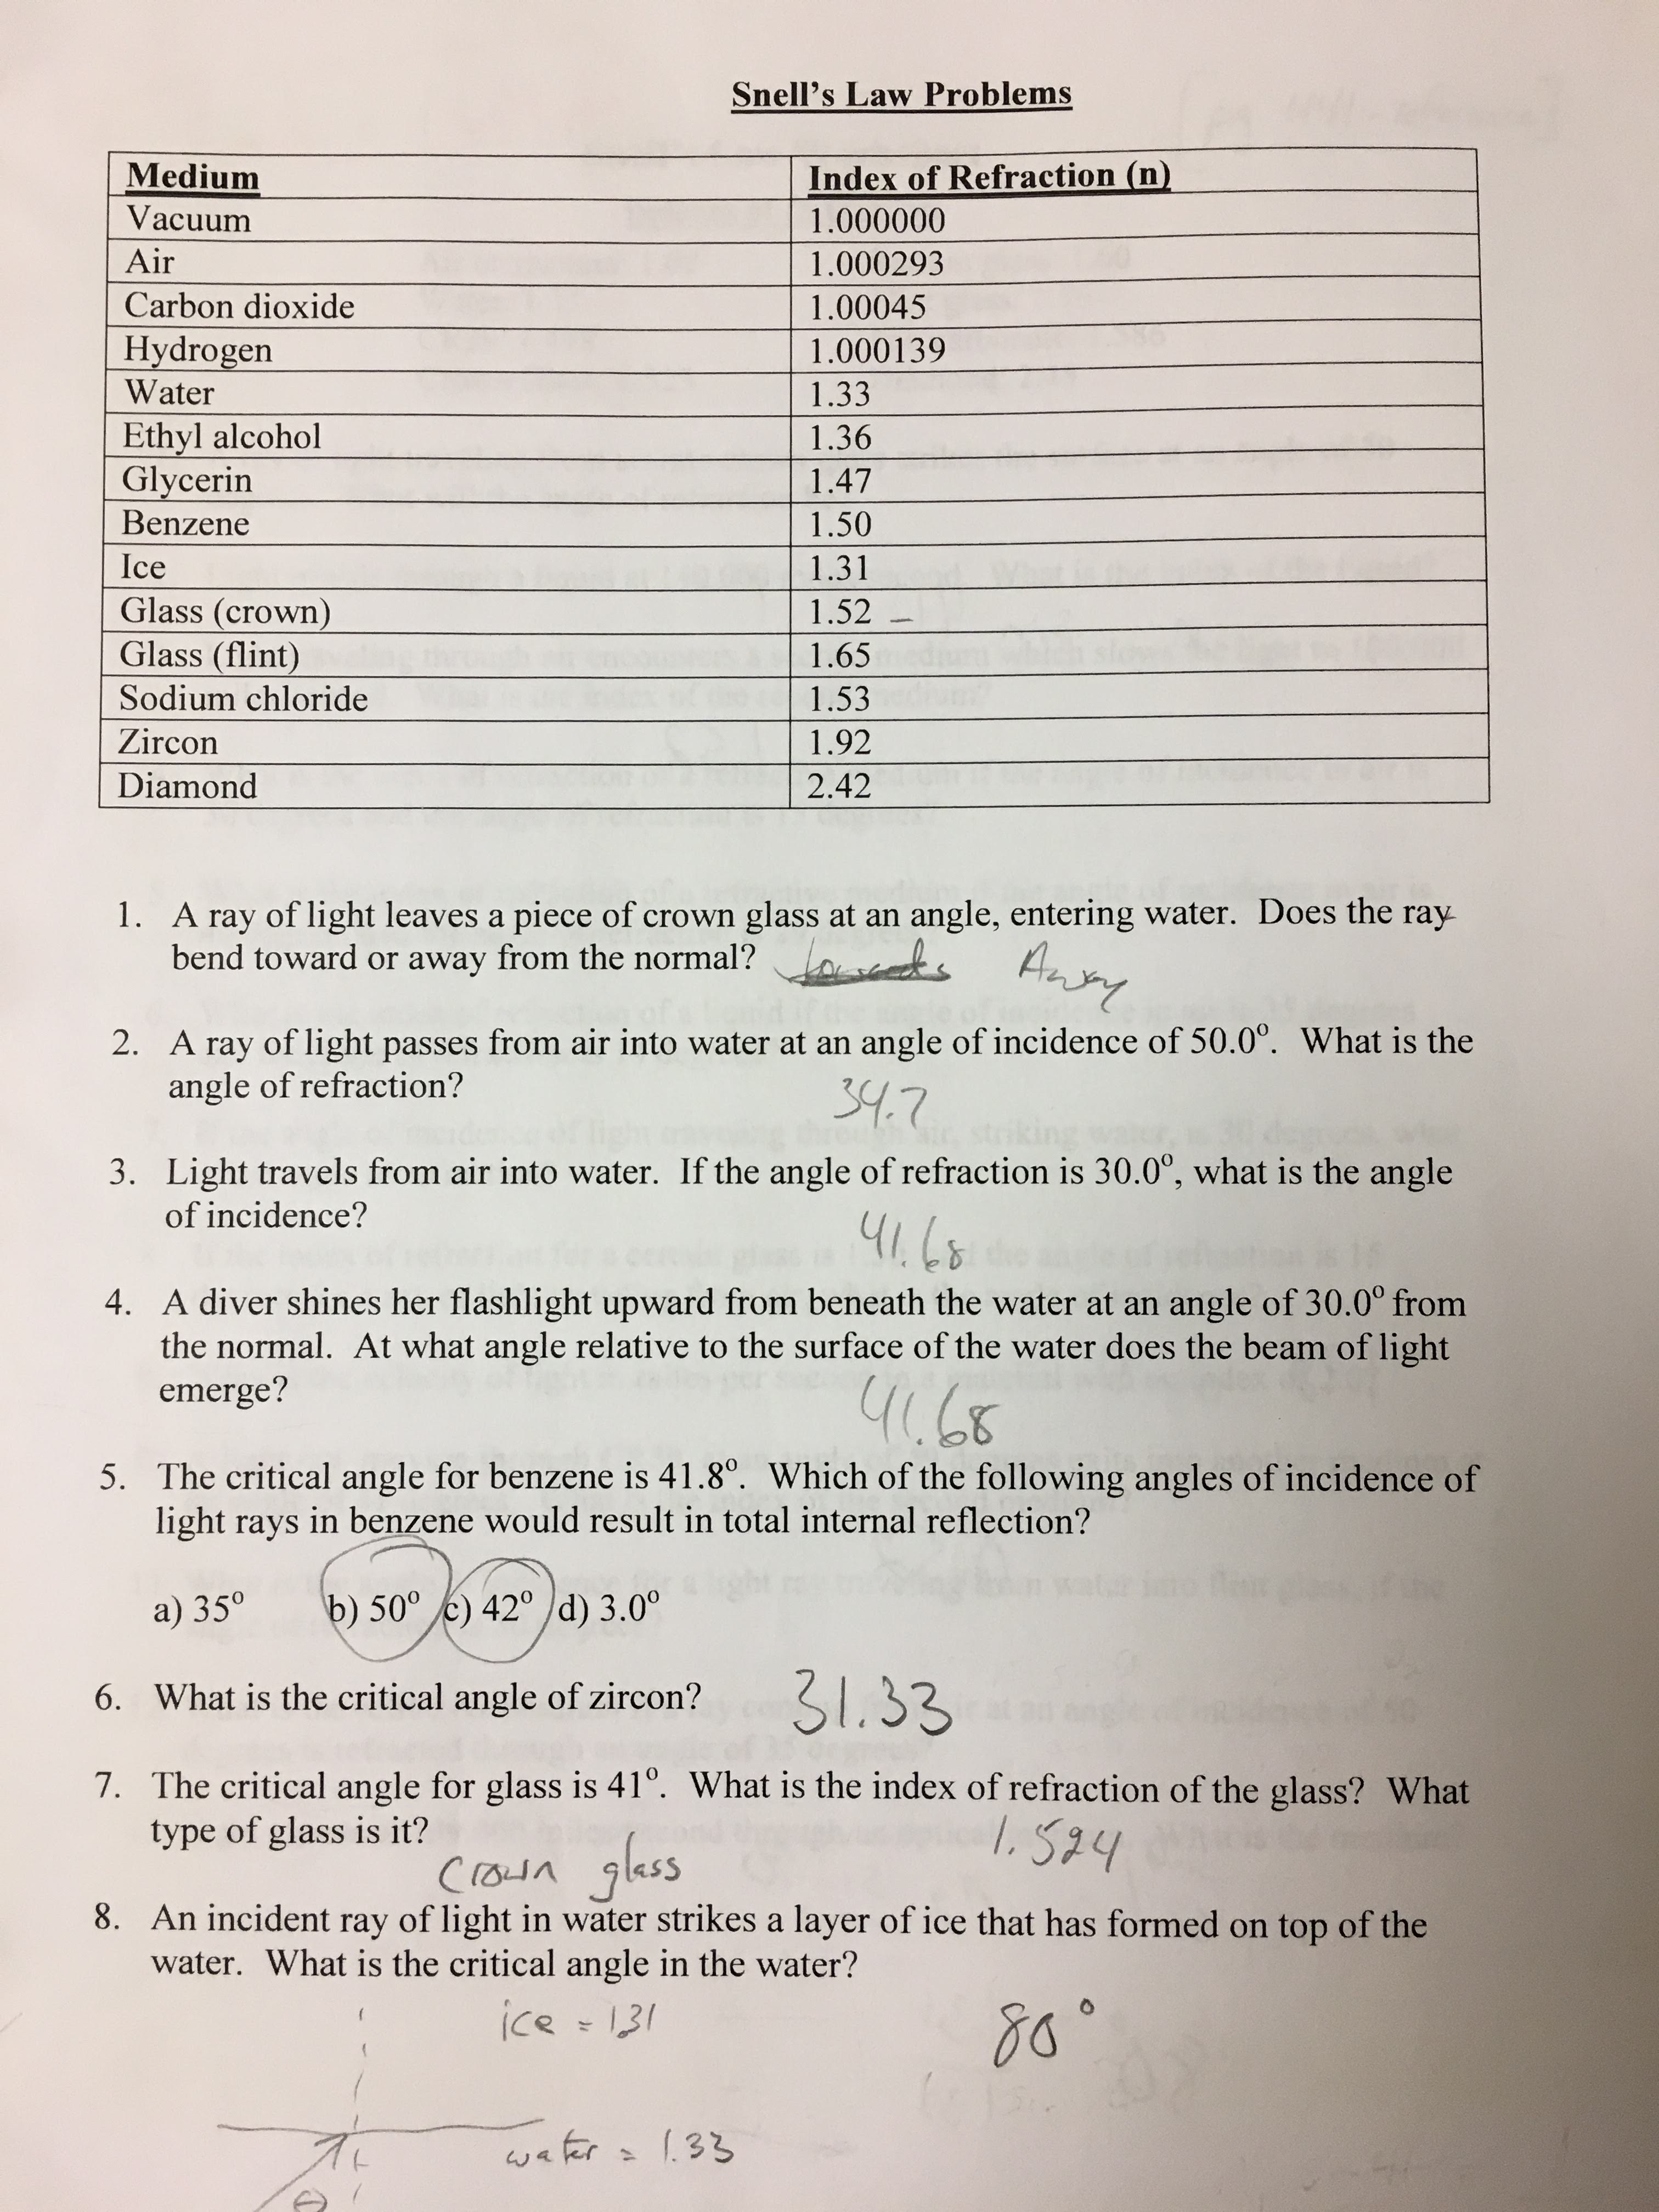 Snell's Law Problems
Medium Index of Refraction (n)
Vacuum 1.000000
Air 1.000293
Carbon dioxide 1.00045
Hydrogen 1.000139
Water 1.33
Ethyl alcohol 1.36
Glycerin 1.47
Benzene 1.50
Ice 1.31
Glass (crown) 1.52 –
Glass (flint) 1.65
Sodium chloride 1.53
Zircon 1.92
Diamond 2.42
1. A ray of light leaves a piece of crown glass at an angle, entering water. Does the ray
bend toward or away from the normal? towards Away
2. A ray of light passes from air into water at an angle of incidence of 50.0º. What is the
angle of refraction? 34.7
3. Light travels from air into water. If the angle of refraction is 30.0º, what is the angle
of incidence? 41.68
4. A diver shines her flashlight upward from beneath the water at an angle of 30.0º from
the normal. At what angle relative to the surface of the water does the beam of light
emerge? 41.68
5. The critical angle for benzene is 41.8º. Which of the following angles of incidence of
light rays in benzene would result in total internal reflection?
a) 35º b) 50º c) 42º d) 3.0º
6. What is the critical angle of zircon? 31.33
7. The critical angle for glass is 41º. What is the index of refraction of the glass? What
type of glass is it? 1.524
Crown glass
8. An incident ray of light in water strikes a layer of ice that has formed on top of the
water. What is the critical angle in the water?
ice = 1.31 80°
water = 1.33
θ